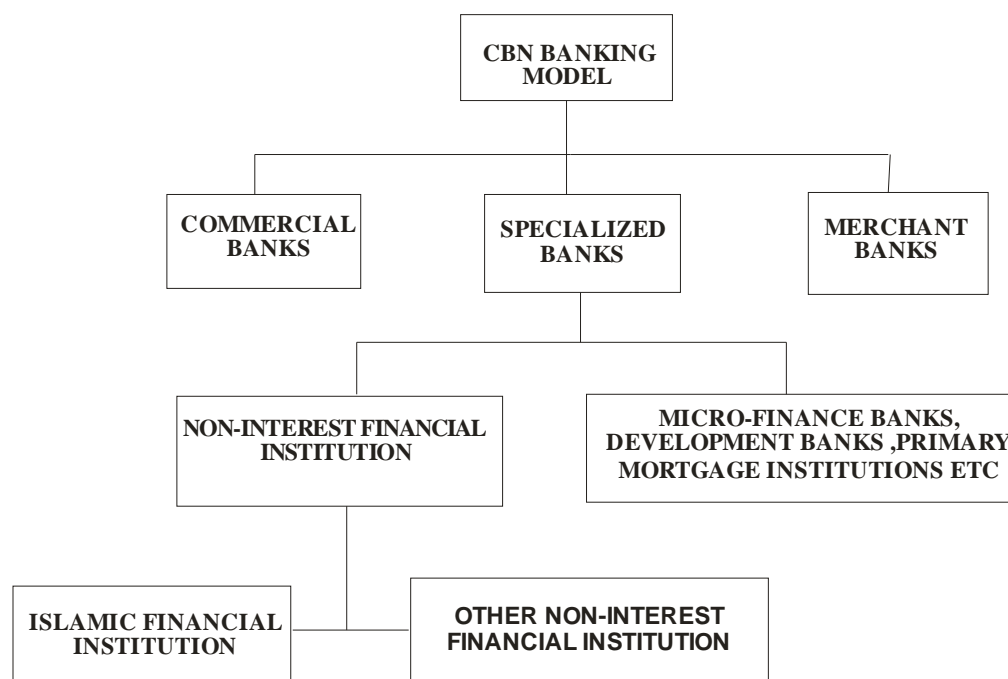 CBN BANKING
MODEL
COMMERCIAL
BANKS
SPECIALIZED
BANKS
MERCHANT
BANKS
NON-INTEREST FINANCIAL
INSTITUTION
MICRO-FINANCE BANKS,
DEVELOPMENT BANKS ,PRIMARY
MORTGAGE INSTITUTIONS ETC
ISLAMIC FINANCIAL
INSTITUTION
OTHER NON-INTEREST
FINANCIAL INSTITUTION